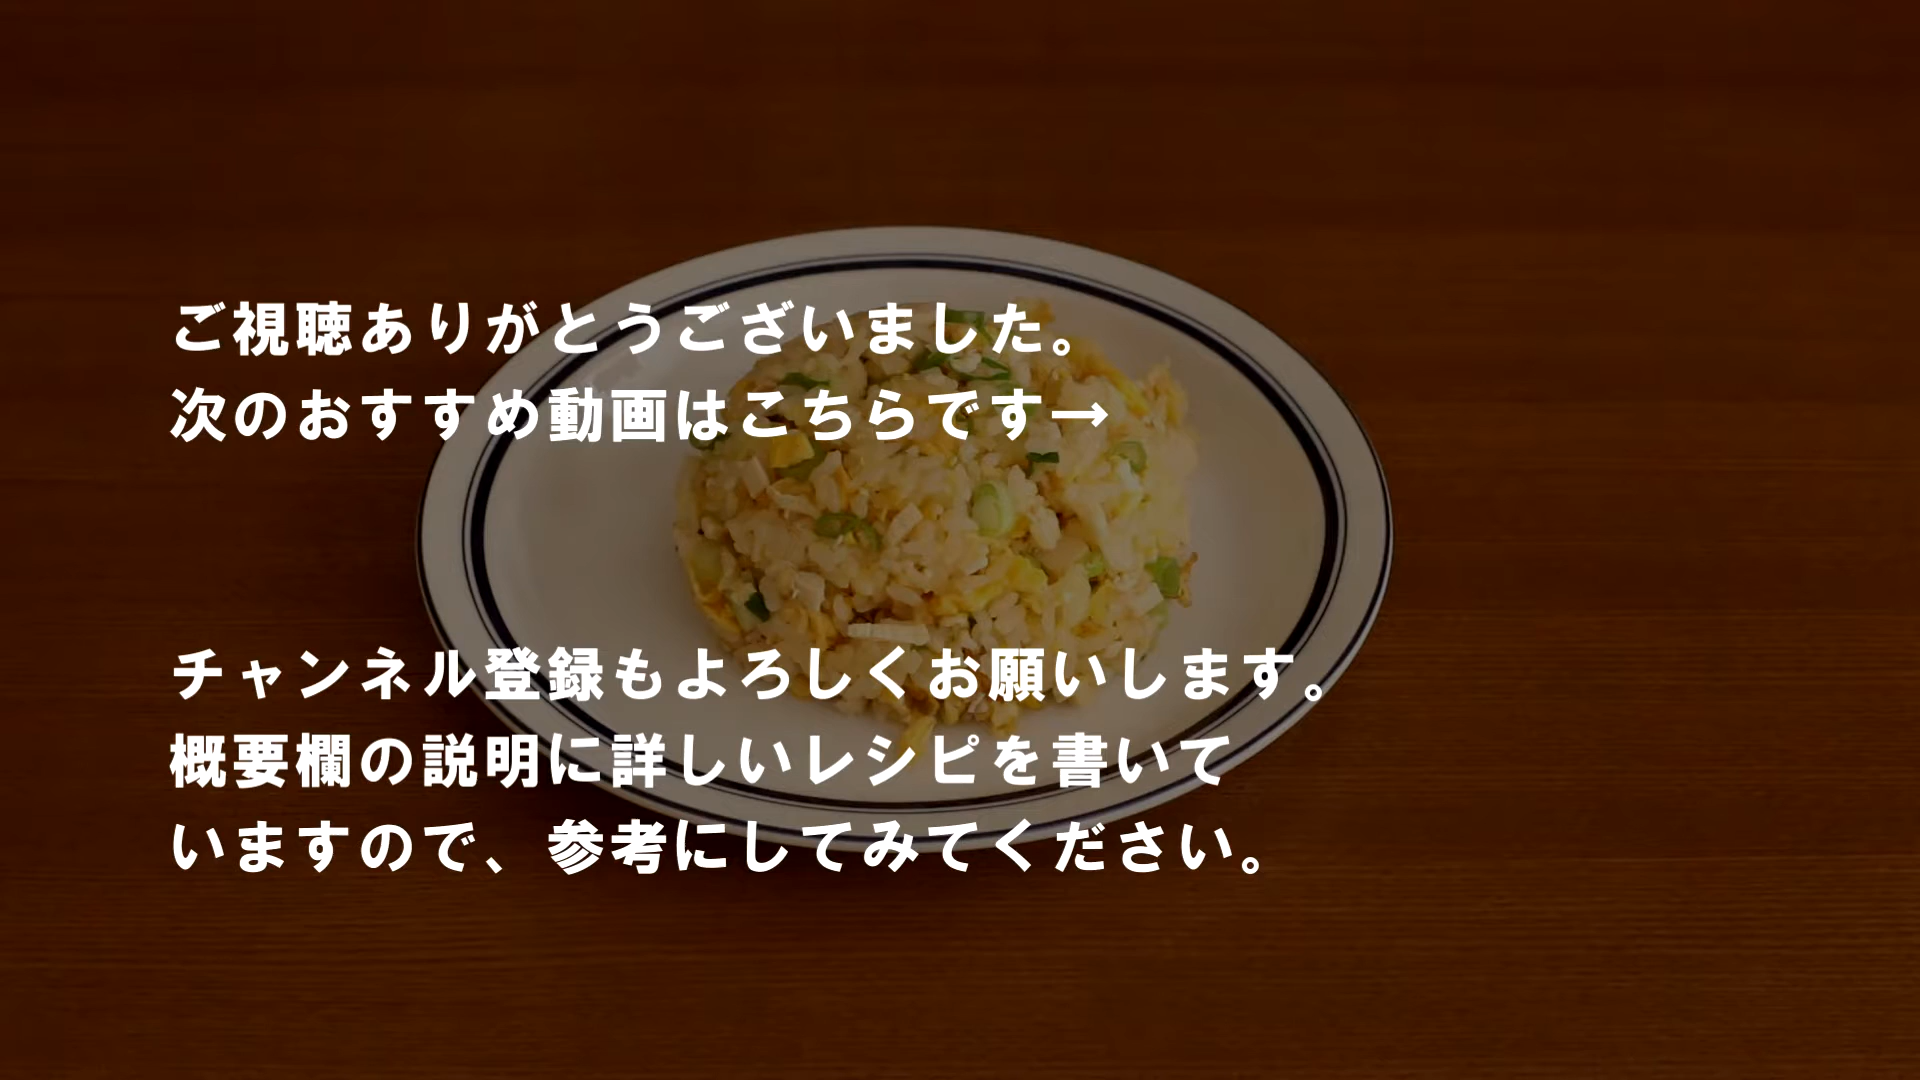 ご視聴ありがとうございました。
次のおすすめ動画はこちらです→
チャンネル登録もよろしくお願いします。
概要欄の説明に詳しいレシピを書いて
いますので、参考にしてみてください。